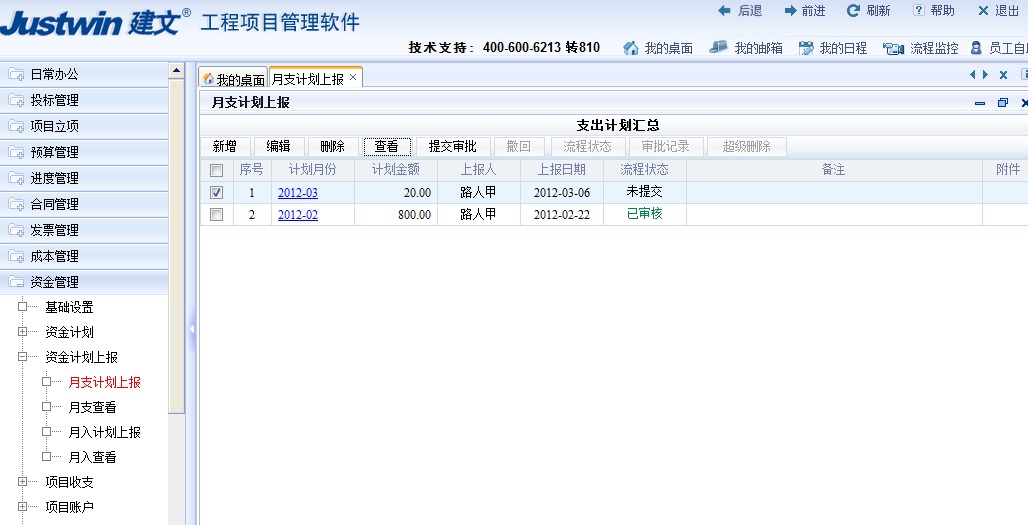 Justwin 建文® 工程项目管理软件
后退 前进 刷新 帮助 退出
技术支持：400-600-6213 转810 我的桌面 我的邮箱 我的日程 流程监控 员工自
日常办公
投标管理
项目立项
预算管理
进度管理
合同管理
发票管理
成本管理
资金管理
基础设置
资金计划
资金计划上报
月支计划上报
月支查看
月入计划上报
月入查看
项目收支
项目账户
我的桌面 月支计划上报
月支计划上报
支出计划汇总
新增 编辑 删除 查看 提交审批 撤回 流程状态 审批记录 超级删除
序号 计划月份 计划金额 上报人 上报日期 流程状态 备注 附件
1 2012-03 20.00 路人甲 2012-03-06 未提交
2 2012-02 800.00 路人甲 2012-02-22 已审核